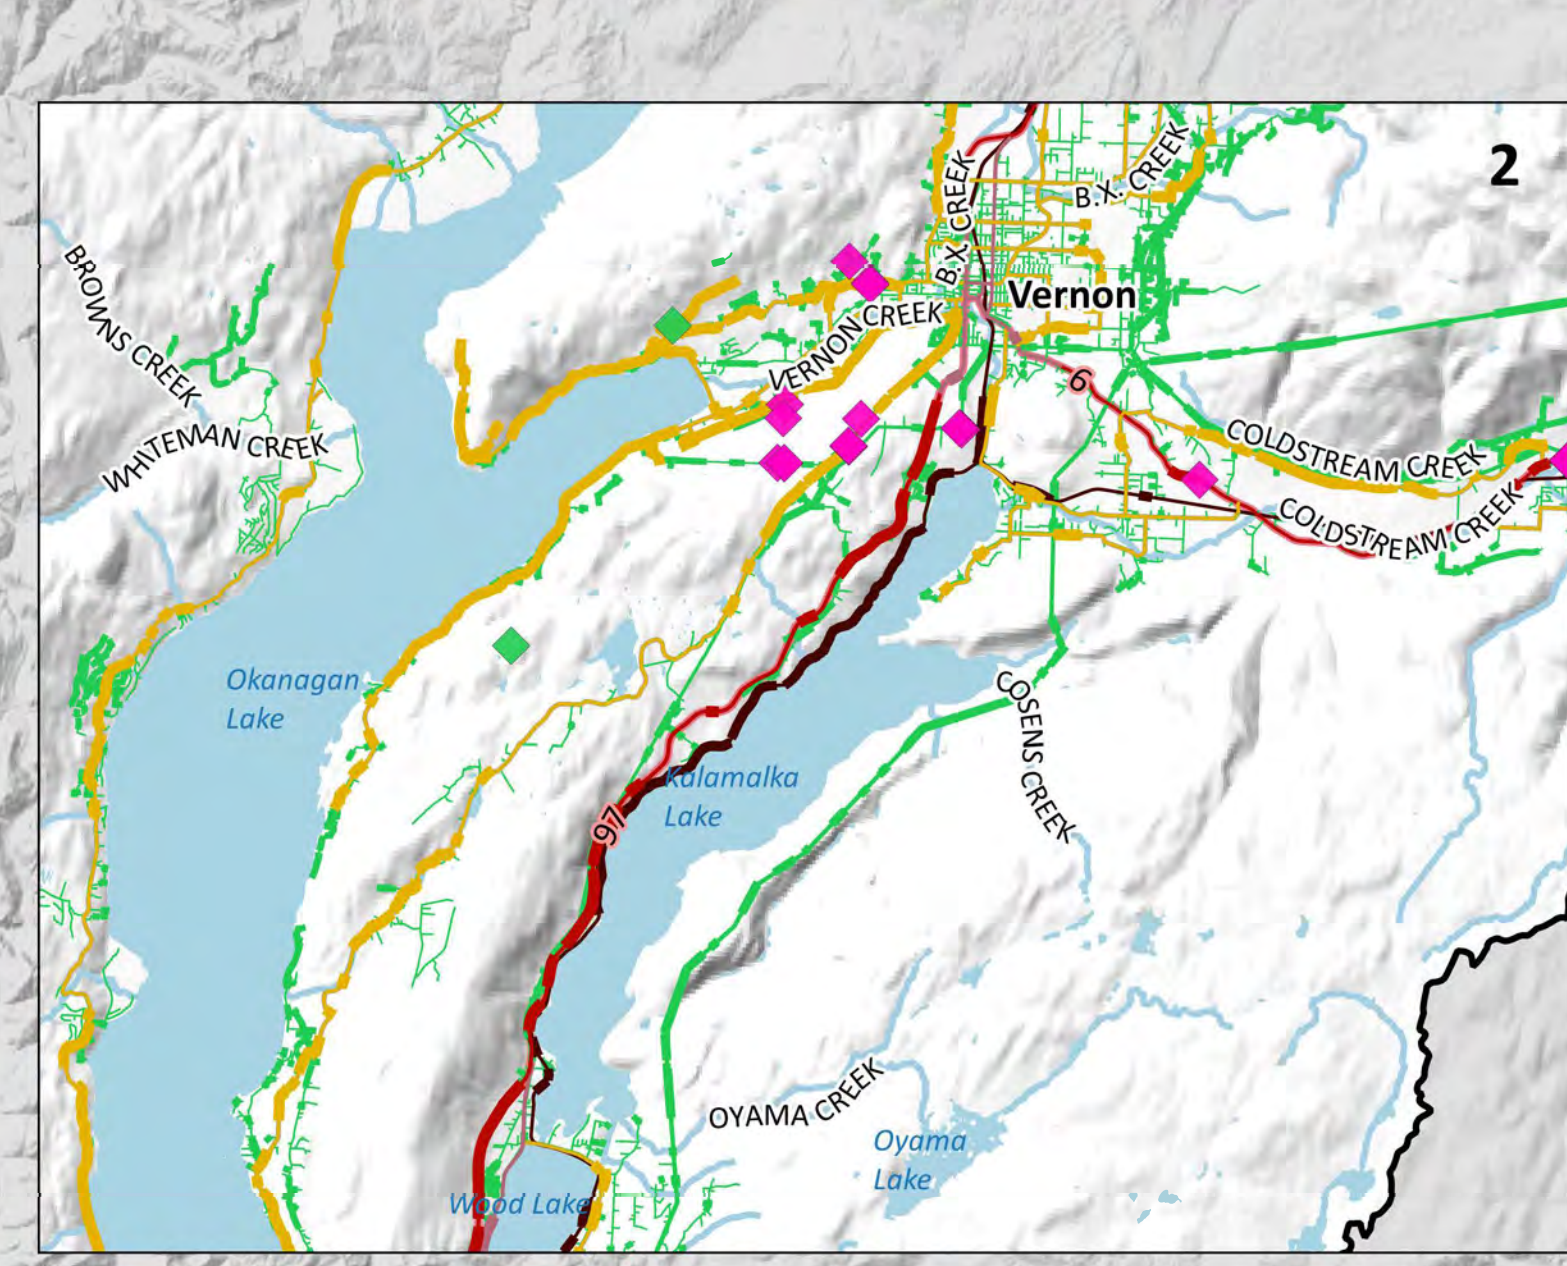 2
B.X. CREEK
B.X. CREEK
BROWNS CREEK
Vernon
VERNON CREEK
6
WHITEMAN CREEK
COLDSTREAM CREEK
COLDSTREAM CREEK
Okanagan
Lake
COSENS CREEK
Kalamalka
Lake
97
OYAMA CREEK
Oyama
Lake
Wood Lake